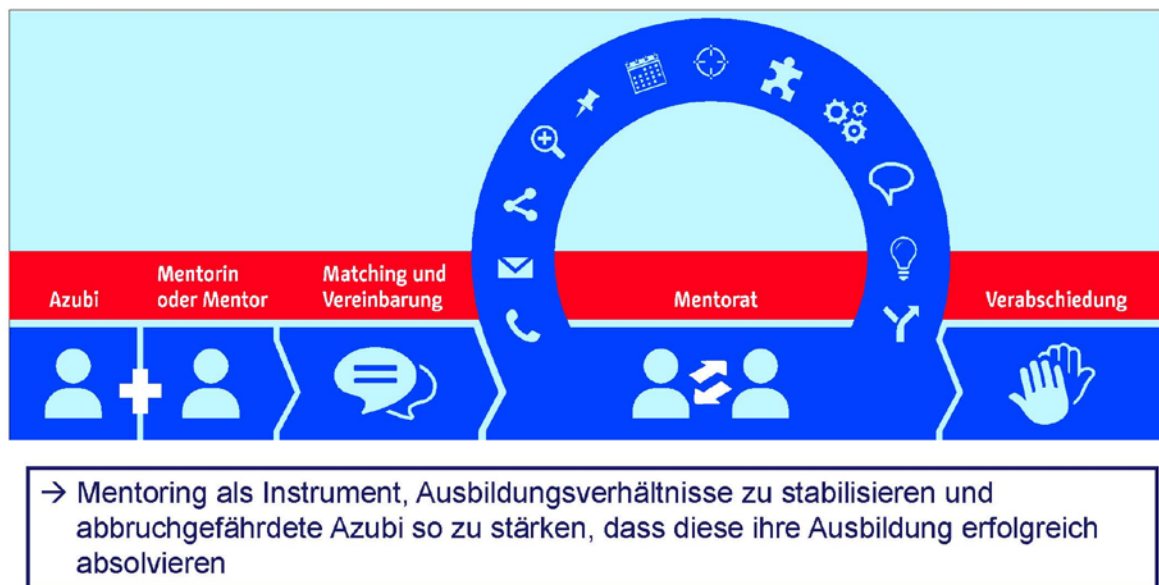 Azubi
Mentorin
oder Mentor
Matching und
Vereinbarung
Mentorat
Verabschiedung
→ Mentoring als Instrument, Ausbildungsverhältnisse zu stabilisieren und
abbruchgefährdete Azubi so zu stärken, dass diese ihre Ausbildung erfolgreich
absolvieren